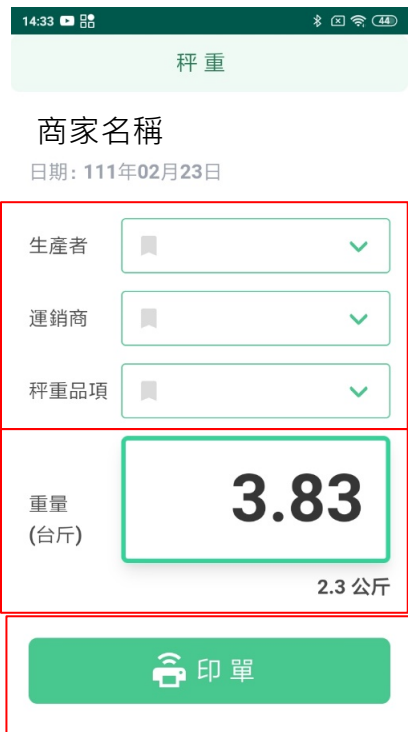 14:33 44
秤重
商家名稱
日期: 111年02月23日
生產者
運銷商
秤重品項
重量
(台斤)
3.83
2.3 公斤
印單